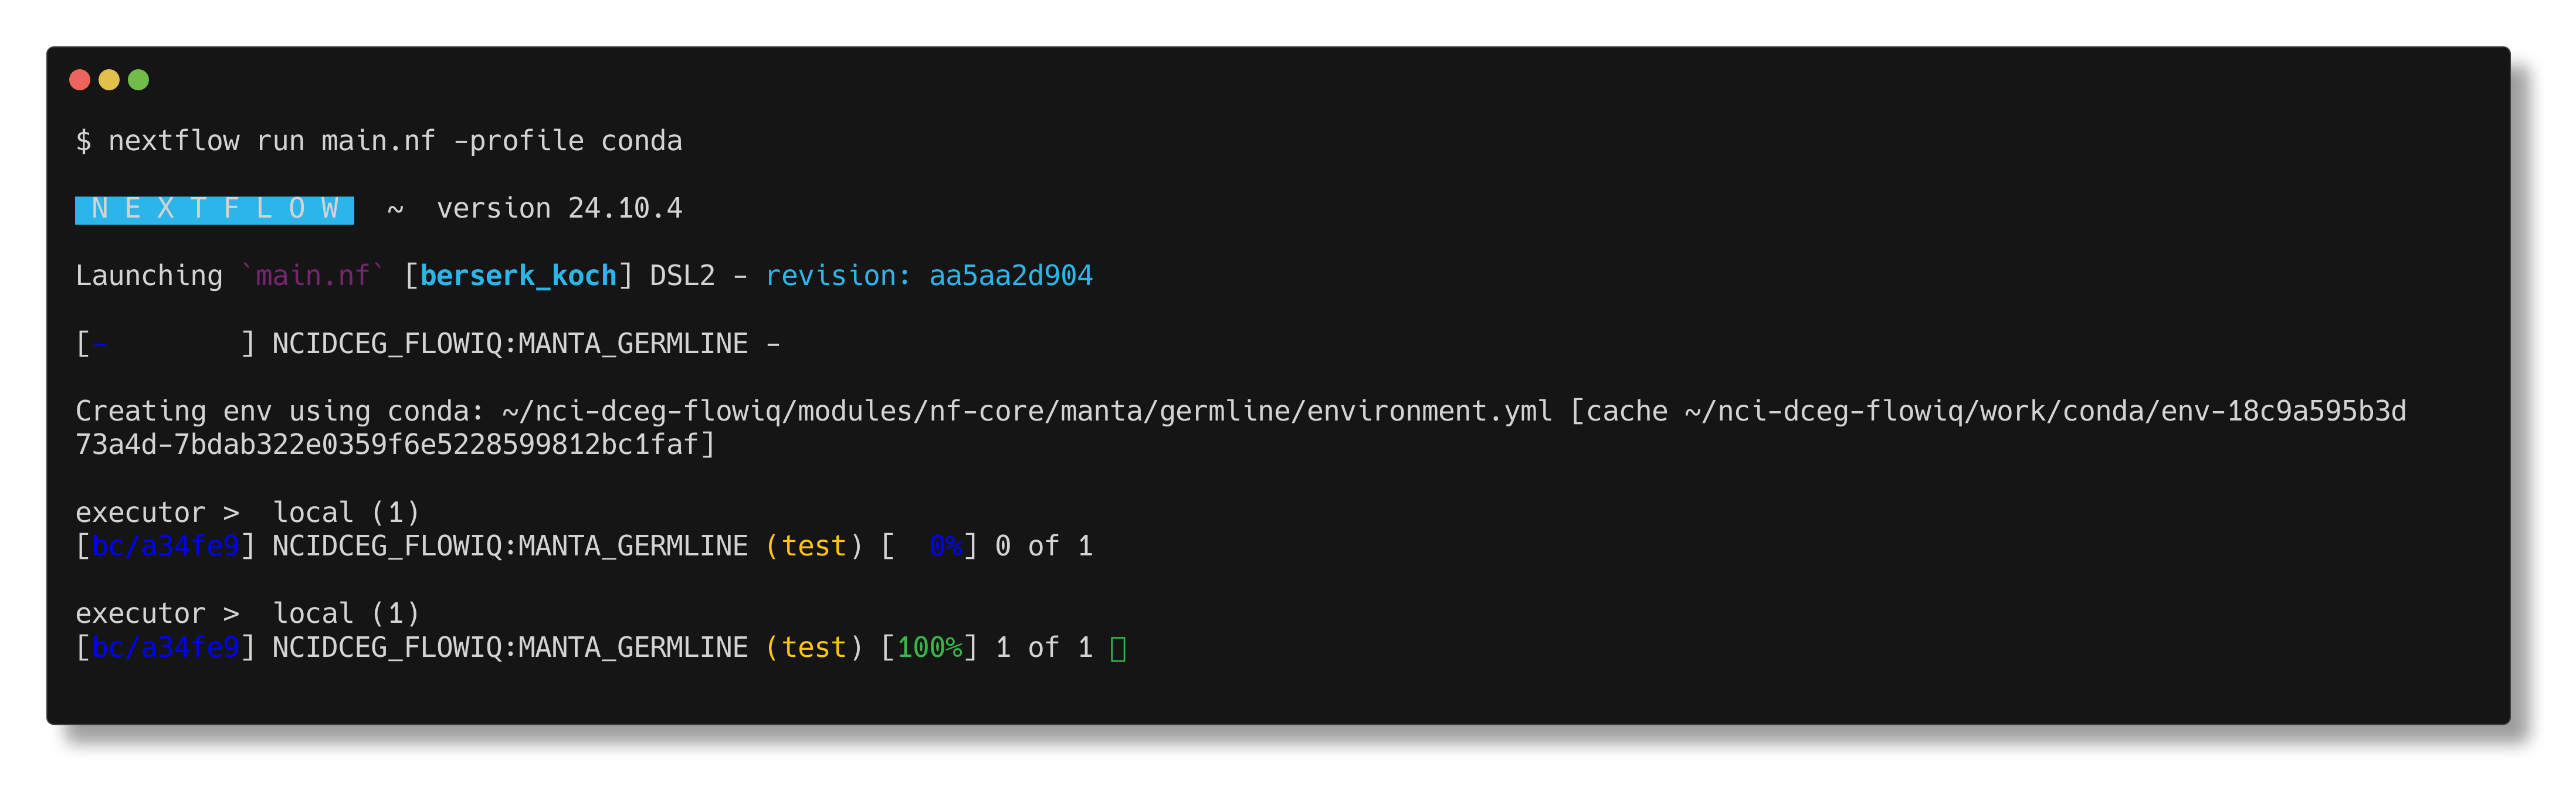 $ nextflow run main.nf -profile conda
N E X T F L O W  ~  version 24.10.4
Launching `main.nf` [berserk_koch] DSL2 - revision: aa5aa2d904
[-        ] NCIDCEG_FLOWIQ:MANTA_GERMLINE -
Creating env using conda: ~/nci-dceg-flowiq/modules/nf-core/manta/germline/environment.yml [cache ~/nci-dceg-flowiq/work/conda/env-18c9a595b3d
73a4d-7bdab322e0359f6e5228599812bc1faf]
executor >  local (1)
[bc/a34fe9] NCIDCEG_FLOWIQ:MANTA_GERMLINE (test) [  0%] 0 of 1
executor >  local (1)
[bc/a34fe9] NCIDCEG_FLOWIQ:MANTA_GERMLINE (test) [100%] 1 of 1